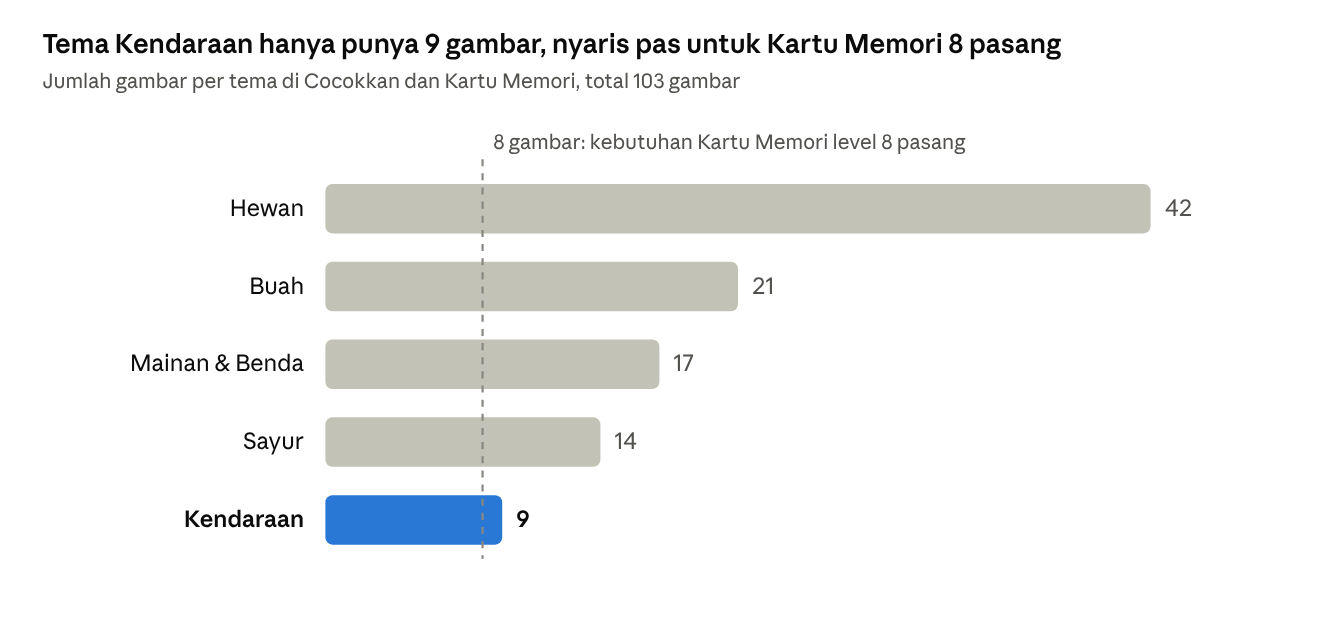 Tema Kendaraan hanya punya 9 gambar, nyaris pas untuk Kartu Memori 8 pasang
Jumlah gambar per tema di Cocokkan dan Kartu Memori, total 103 gambar
8 gambar: kebutuhan Kartu Memori level 8 pasang
Hewan 42
Buah 21
Mainan & Benda 17
Sayur 14
Kendaraan 9